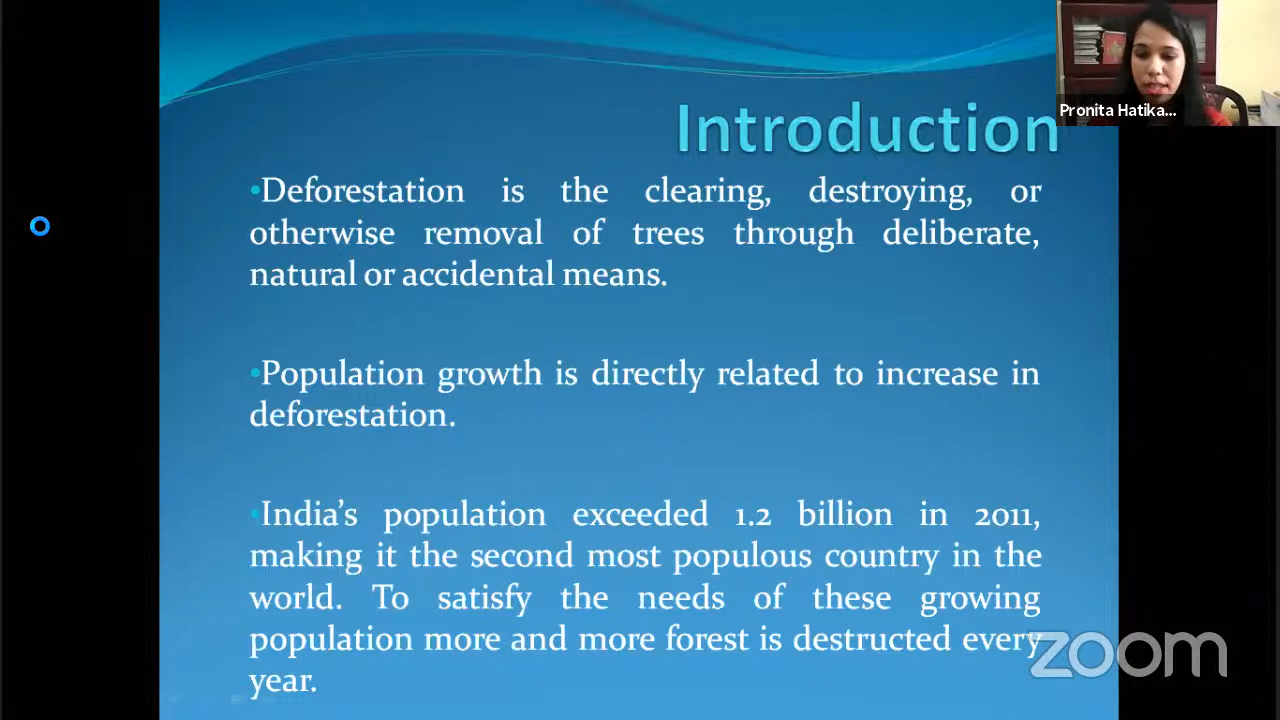 Pronita Hatika...
Introduction
•Deforestation is the clearing, destroying, or
otherwise removal of trees through deliberate,
natural or accidental means.
•Population growth is directly related to increase in
deforestation.
•India’s population exceeded 1.2 billion in 2011,
making it the second most populous country in the
world. To satisfy the needs of these growing
population more and more forest is destructed every
year.
zoom